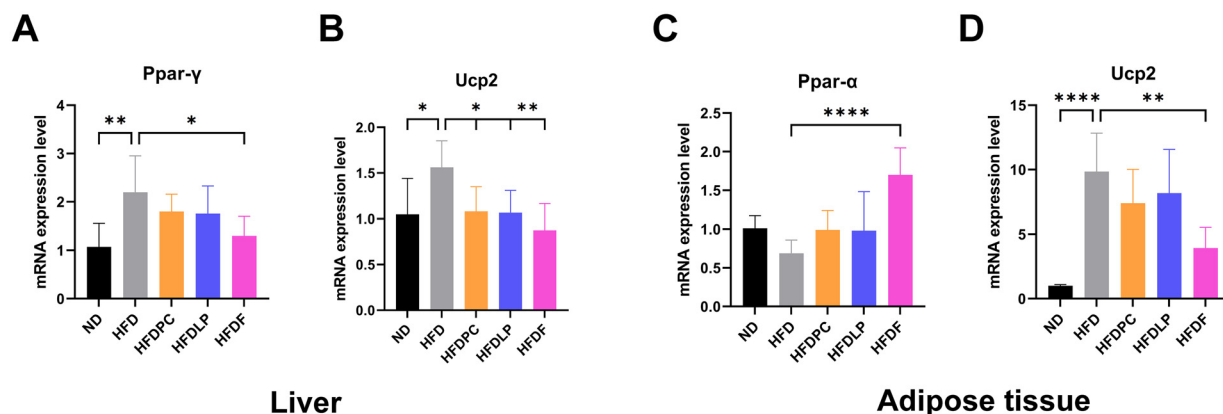 A
Ppar-γ
mRNA expression level
4
3
2
1
0
** *
ND HFD HFDPC HFDLP HFDF
B
Ucp2
mRNA expression level
2.0
1.5
1.0
0.5
0.0
* * **
ND HFD HFDPC HFDLP HFDF
Liver
C
Ppar-α
mRNA expression level
2.5
2.0
1.5
1.0
0.5
0.0
****
ND HFD HFDPC HFDLP HFDF
D
Ucp2
mRNA expression level
15
10
5
0
**** **
ND HFD HFDPC HFDLP HFDF
Adipose tissue